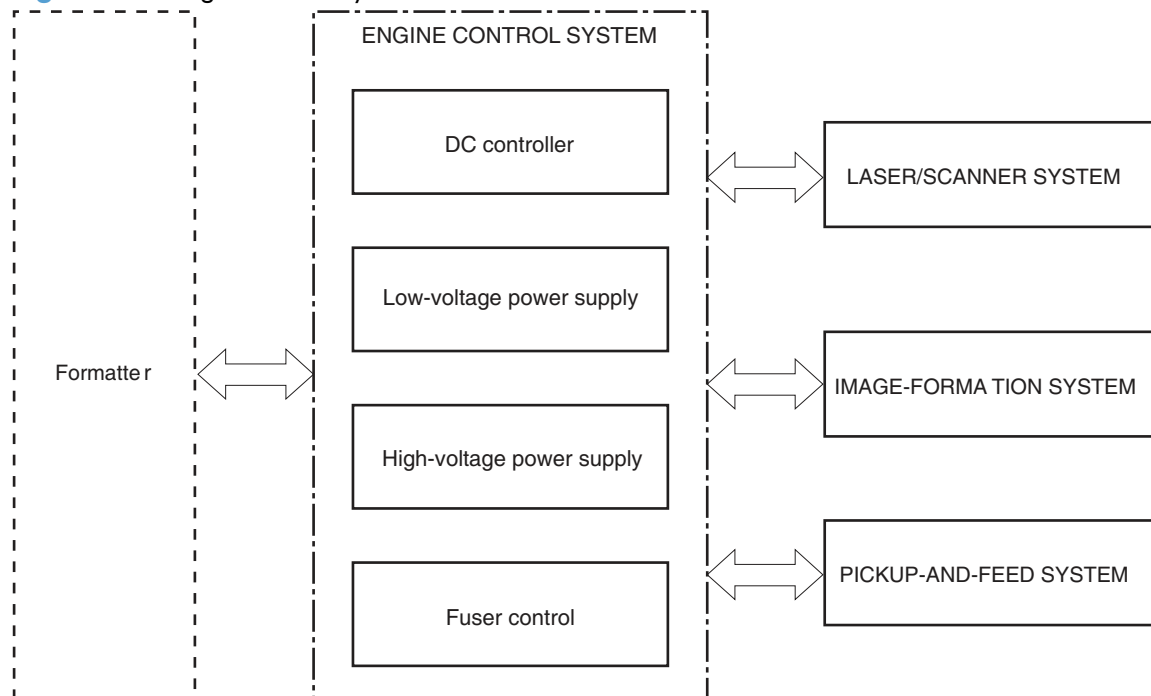 ENGINE CONTROL SYSTEM
DC controller
LASER/SCANNER SYSTEM
Low-voltage power supply
Formatte r
IMAGE-FORMA TION SYSTEM
High-voltage power supply
PICKUP-AND-FEED SYSTEM
Fuser control